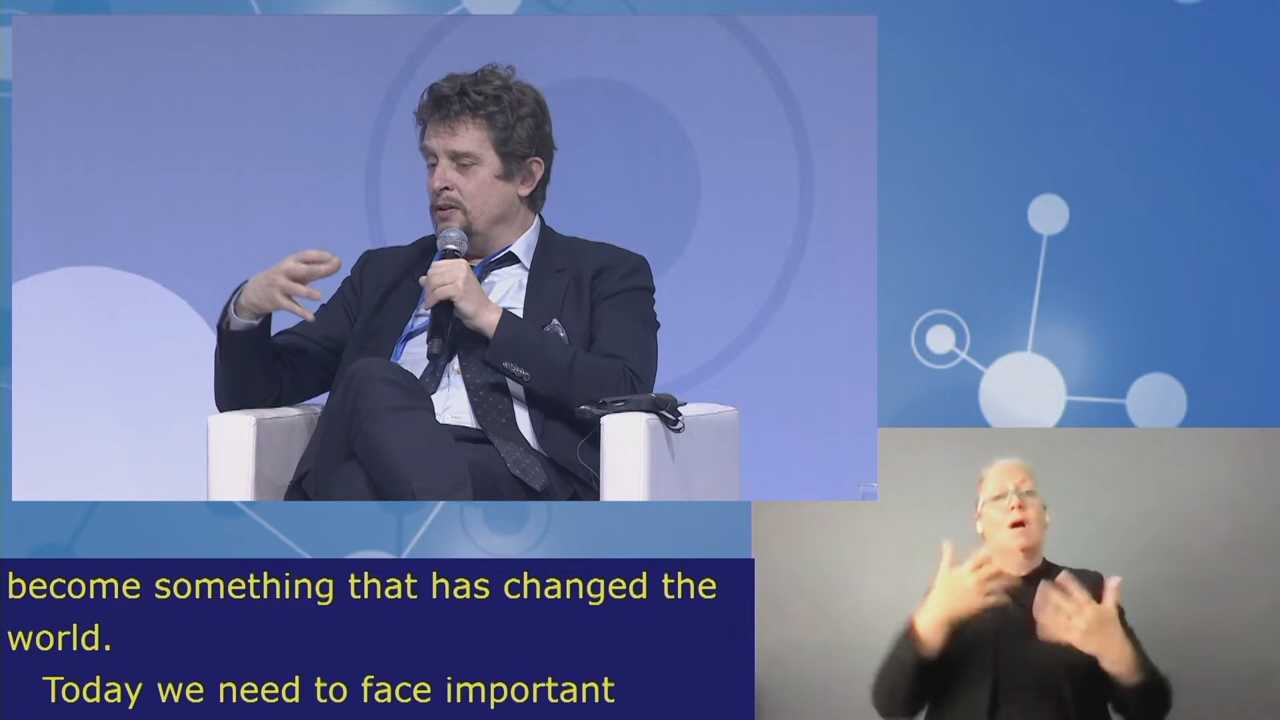 become something that has changed the
world.
Today we need to face important